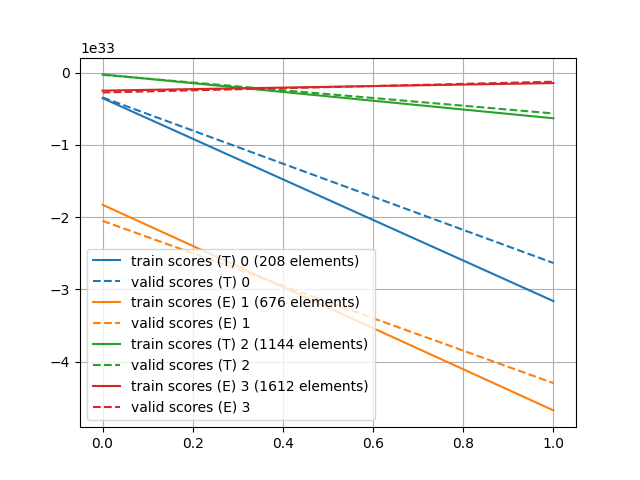 1e33
0
−1
−2
−3
−4
train scores (T) 0 (208 elements)
valid scores (T) 0
train scores (E) 1 (676 elements)
valid scores (E) 1
train scores (T) 2 (1144 elements)
valid scores (T) 2
train scores (E) 3 (1612 elements)
valid scores (E) 3
0.0 0.2 0.4 0.6 0.8 1.0